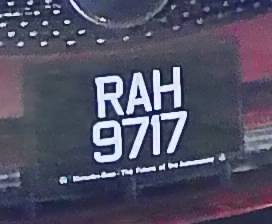 RAH
9717
Mercedes-Benz - The Future of the Automobile